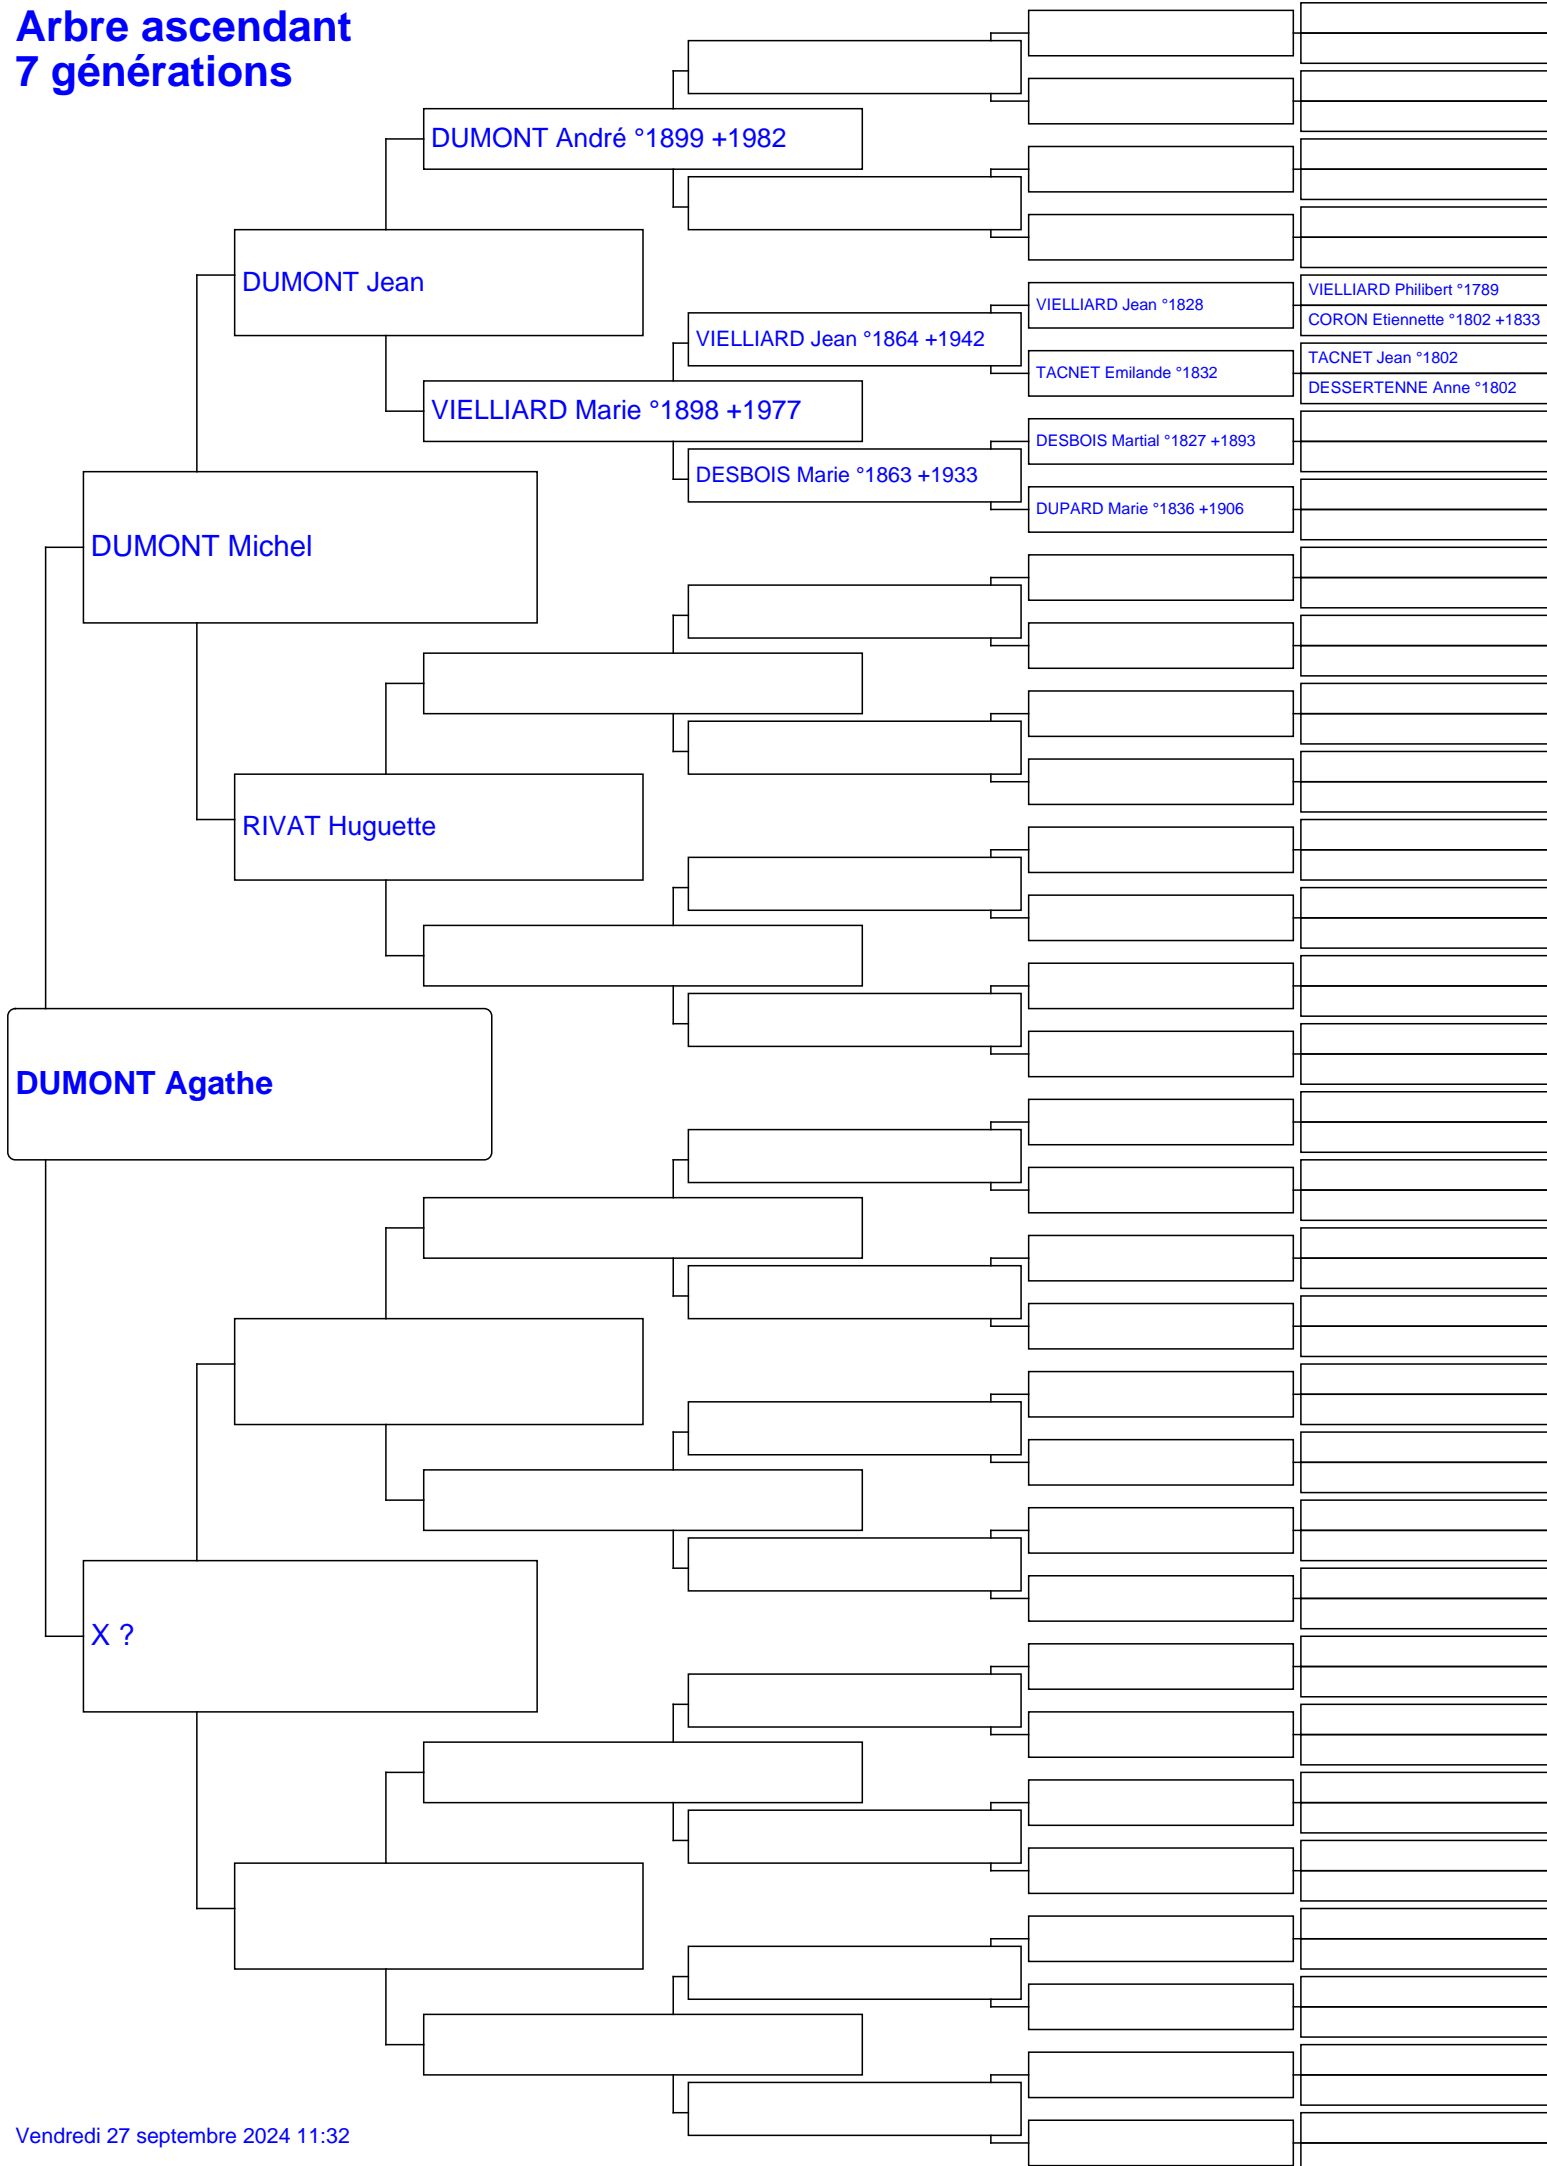 Arbre ascendant
7 générations
DUMONT André °1899 +1982
DUMONT Jean
VIELLIARD Philibert °1789
VIELLIARD Jean °1828
CORON Etiennette °1802 +1833
VIELLIARD Jean °1864 +1942
TACNET Jean °1802
TACNET Emilande °1832
DESSERTENNE Anne °1802
VIELLIARD Marie °1898 +1977
DESBOIS Martial °1827 +1893
DESBOIS Marie °1863 +1933
DUPARD Marie °1836 +1906
DUMONT Michel
RIVAT Huguette
DUMONT Agathe
X ?
Vendredi 27 septembre 2024 11:32